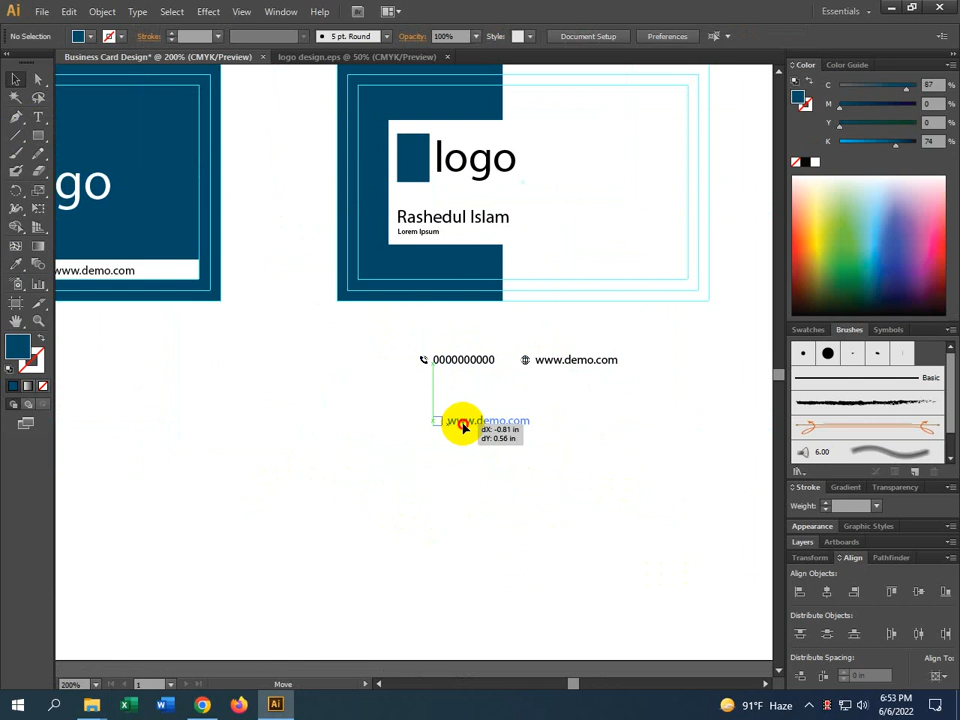 Ai File Edit Object Type Select Effect View Window Help Br Essentials
No Selection Stroke: 5 pt. Round Opacity: 100% Style: Document Setup Preferences
Business Card Design* @ 200% (CMYK/Preview) × logo design.eps @ 50% (CMYK/Preview) ×
Color Color Guide
C 87 %
M 0 %
Y 0 %
K 74 %
go
www.demo.com
logo
Rashedul Islam
Lorem Ipsum
0000000000 www.demo.com
www.demo.com
dX: -0.81 in
dY: 0.56 in
Swatches Brushes Symbols
Basic
6.00
Stroke Gradient Transparency
Weight:
Appearance Graphic Styles
Layers Artboards
Transform Align Pathfinder
Align Objects:
Distribute Objects:
Distribute Spacing: Align To:
0 in
200% 1 Move
91°F Haze 6:53 PM
6/6/2022